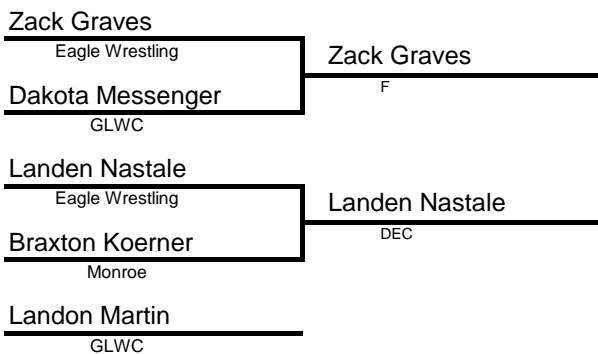 Zack Graves
Eagle Wrestling
Zack Graves
F
Dakota Messenger
GLWC
Landen Nastale
Eagle Wrestling
Landen Nastale
DEC
Braxton Koerner
Monroe
Landon Martin
GLWC